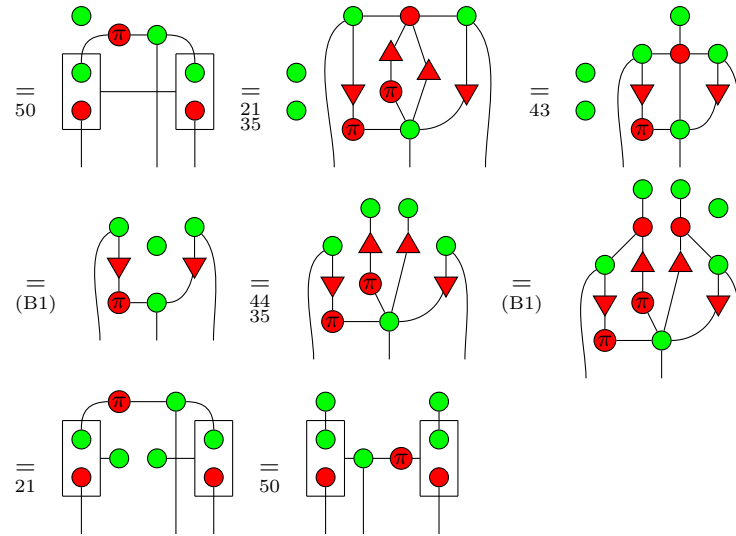 π
= 50 = 21 35 π π = 43 π
= (B1) π = 44 35 π π = (B1) π π
= 21 π = 50 π